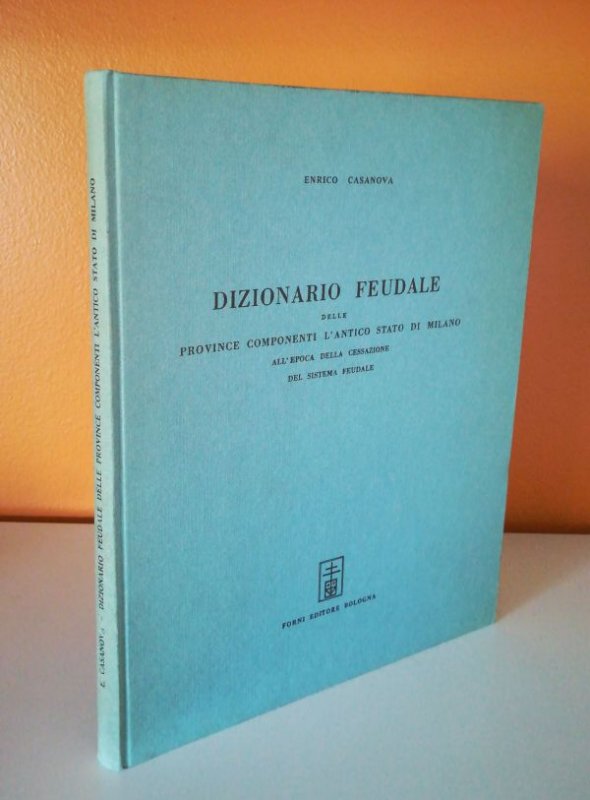 ENRICO CASANOVA
DIZIONARIO FEUDALE
DELLE
PROVINCE COMPONENTI L'ANTICO STATO DI MILANO
ALL'EPOCA DELLA CESSAZIONE
DEL SISTEMA FEUDALE
FORNI EDITORE BOLOGNA
E. CASANOVA - DIZIONARIO FEUDALE DELLE PROVINCE COMPONENTI L'ANTICO STATO DI MILANO